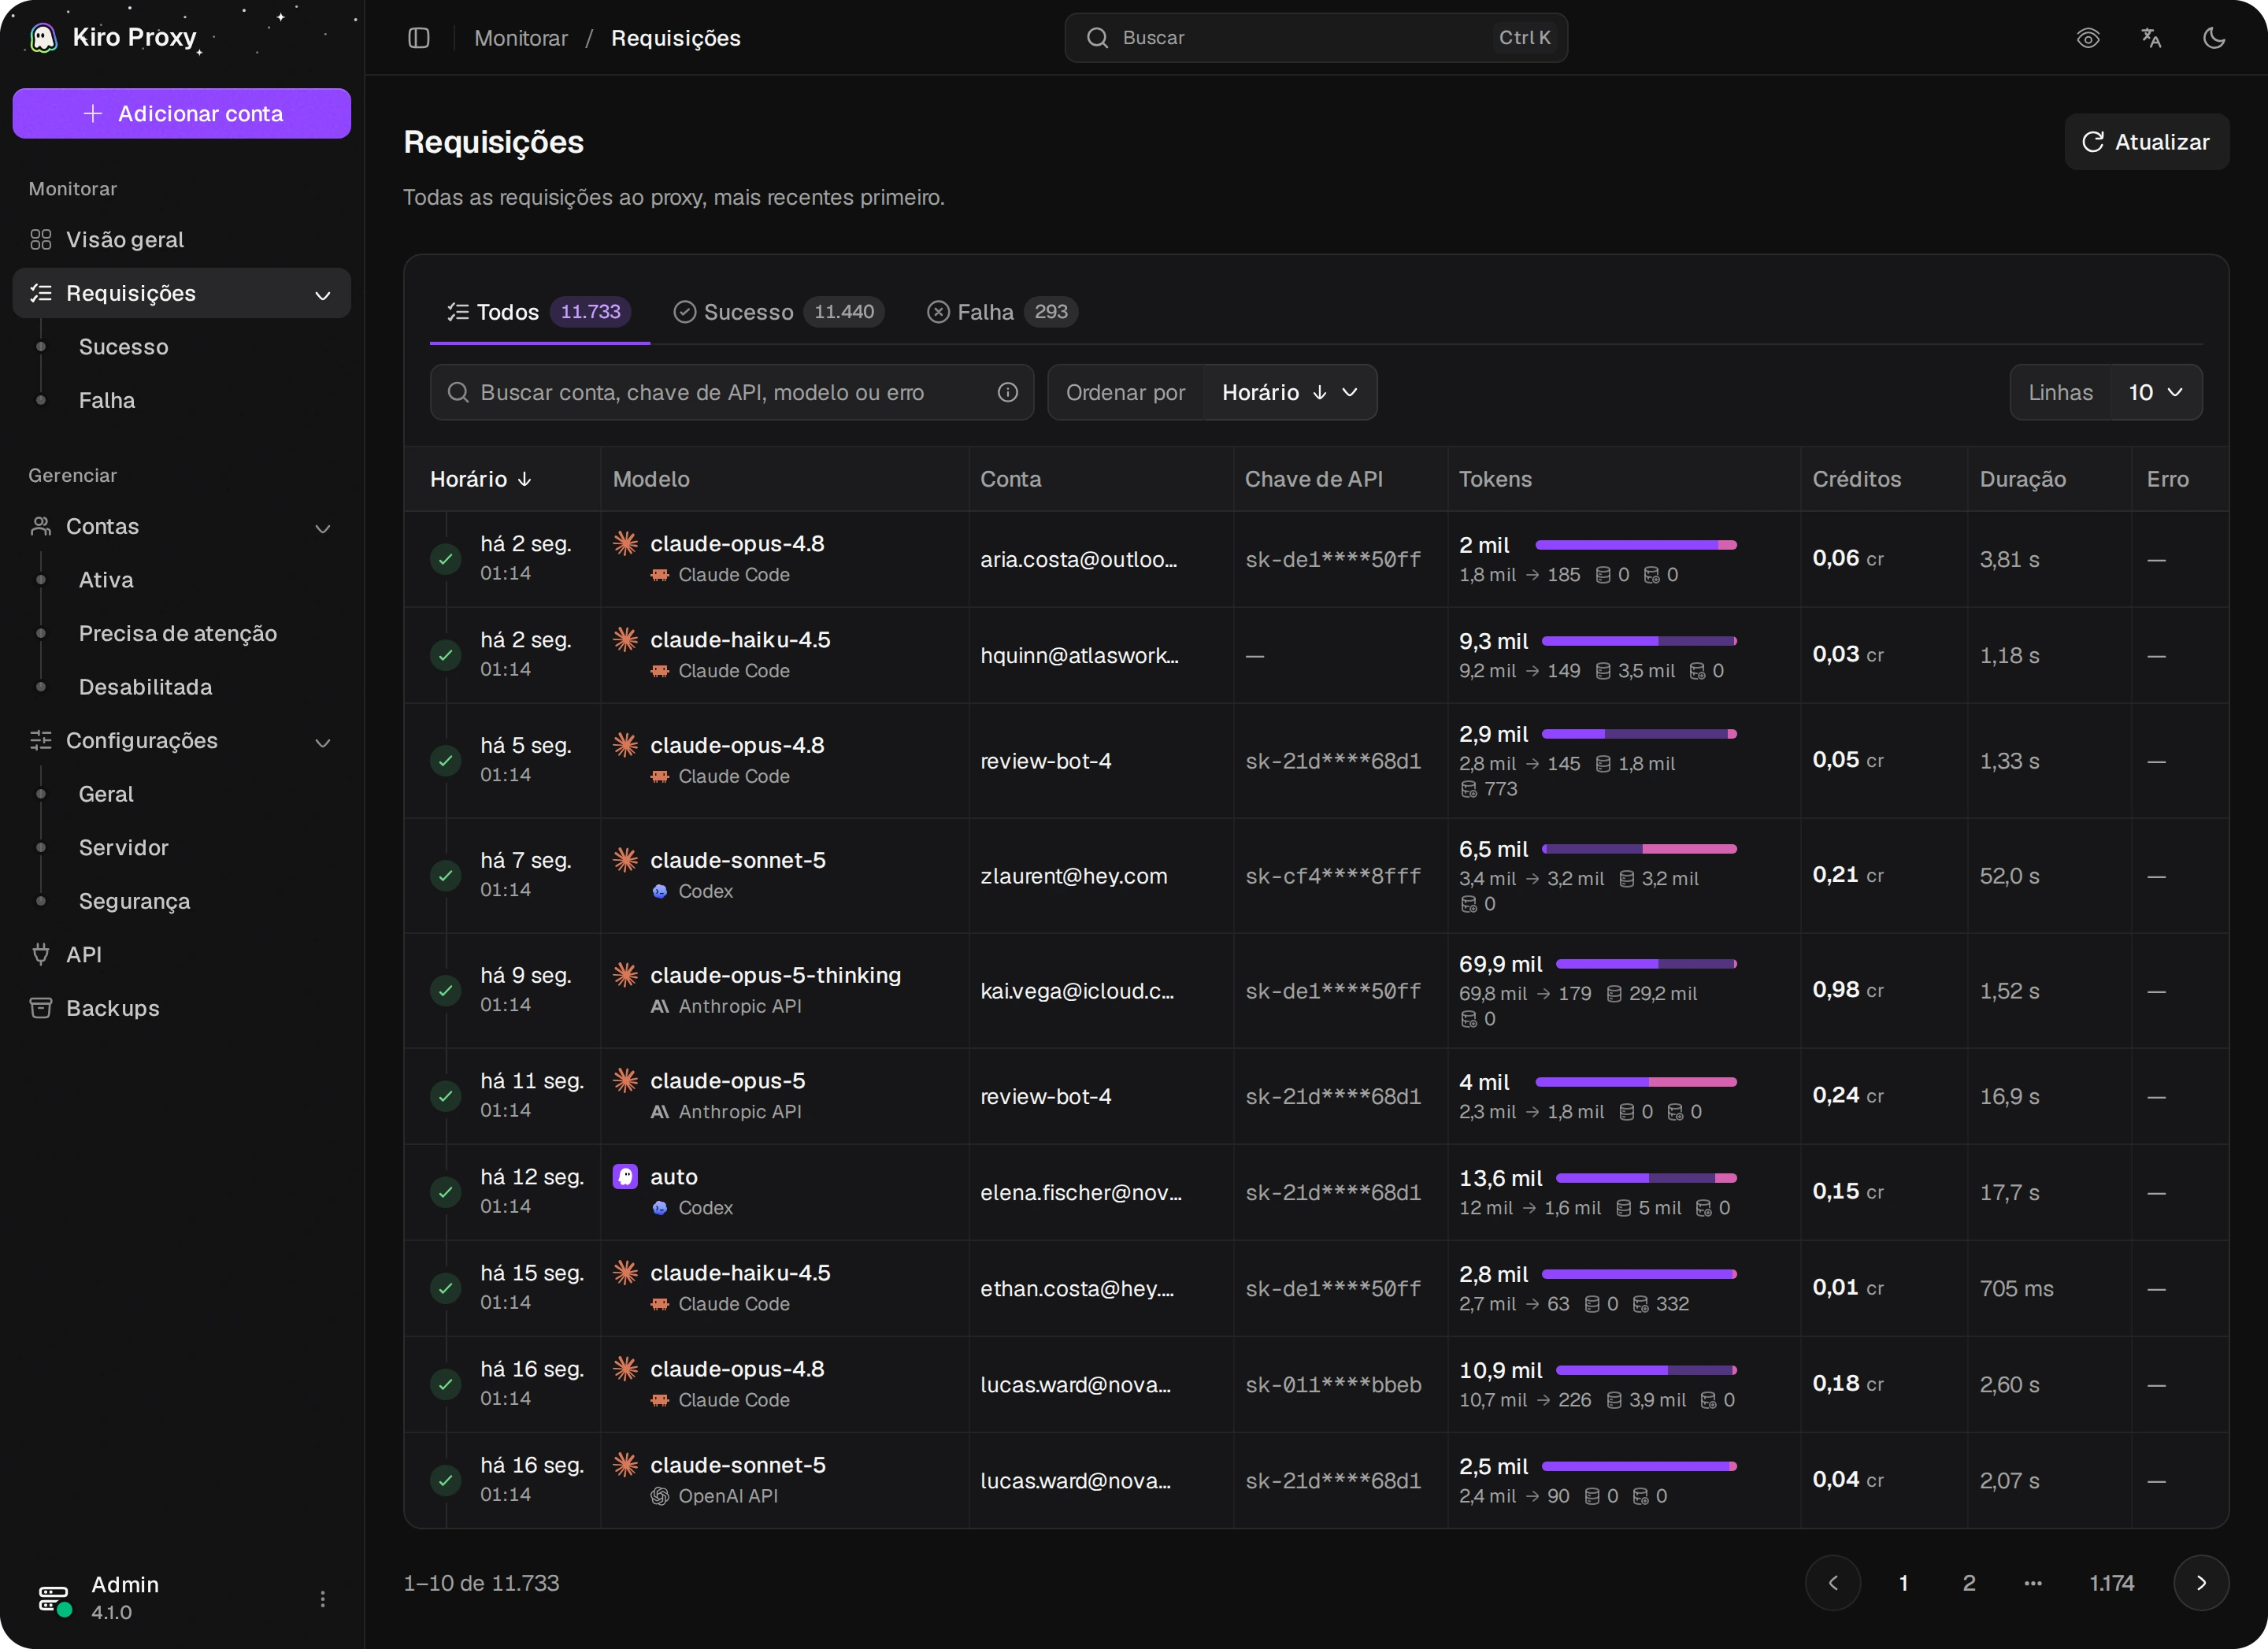 Kiro Proxy
Adicionar conta
Monitorar
Visão geral
Requisições
Sucesso
Falha
Gerenciar
Contas
Ativa
Precisa de atenção
Desabilitada
Configurações
Geral
Servidor
Segurança
API
Backups
Admin
4.1.0
Monitorar / Requisições
Buscar Ctrl K
Requisições
Atualizar
Todas as requisições ao proxy, mais recentes primeiro.
Todos 11.733 Sucesso 11.440 Falha 293
Buscar conta, chave de API, modelo ou erro Ordenar por Horário ↓ Linhas 10
Horário ↓ Modelo Conta Chave de API Tokens Créditos Duração Erro
há 2 seg. claude-opus-4.8 2 mil
01:14 Claude Code aria.costa@outloo... sk-de1****50ff 1,8 mil → 185 0 0 0,06 cr 3,81 s —
há 2 seg. claude-haiku-4.5 9,3 mil
01:14 Claude Code hquinn@atlaswork... — 9,2 mil → 149 3,5 mil 0 0,03 cr 1,18 s —
há 5 seg. claude-opus-4.8 2,9 mil
01:14 Claude Code review-bot-4 sk-21d****68d1 2,8 mil → 145 1,8 mil 0,05 cr 1,33 s —
773
há 7 seg. claude-sonnet-5 6,5 mil
01:14 Codex zlaurent@hey.com sk-cf4****8fff 3,4 mil → 3,2 mil 3,2 mil 0,21 cr 52,0 s —
0
há 9 seg. claude-opus-5-thinking 69,9 mil
01:14 Anthropic API kai.vega@icloud.c... sk-de1****50ff 69,8 mil → 179 29,2 mil 0,98 cr 1,52 s —
0
há 11 seg. claude-opus-5 4 mil
01:14 Anthropic API review-bot-4 sk-21d****68d1 2,3 mil → 1,8 mil 0 0 0,24 cr 16,9 s —
há 12 seg. auto 13,6 mil
01:14 Codex elena.fischer@nov... sk-21d****68d1 12 mil → 1,6 mil 5 mil 0 0,15 cr 17,7 s —
há 15 seg. claude-haiku-4.5 2,8 mil
01:14 Claude Code ethan.costa@hey.... sk-de1****50ff 2,7 mil → 63 0 332 0,01 cr 705 ms —
há 16 seg. claude-opus-4.8 10,9 mil
01:14 Claude Code lucas.ward@nova... sk-011****bbeb 10,7 mil → 226 3,9 mil 0 0,18 cr 2,60 s —
há 16 seg. claude-sonnet-5 2,5 mil
01:14 OpenAI API lucas.ward@nova... sk-21d****68d1 2,4 mil → 90 0 0 0,04 cr 2,07 s —
1–10 de 11.733 1 2 ••• 1.174